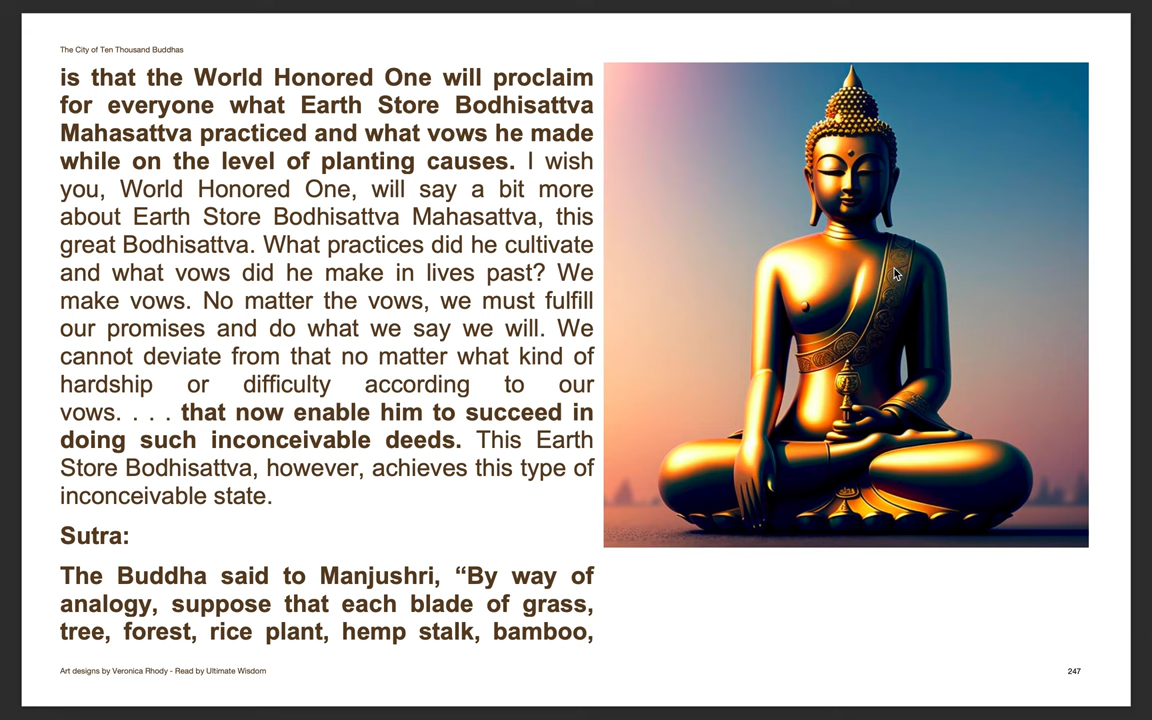 The City of Ten Thousand Buddhas
is that the World Honored One will proclaim
for everyone what Earth Store Bodhisattva
Mahasattva practiced and what vows he made
while on the level of planting causes. I wish
you, World Honored One, will say a bit more
about Earth Store Bodhisattva Mahasattva, this
great Bodhisattva. What practices did he cultivate
and what vows did he make in lives past? We
make vows. No matter the vows, we must fulfill
our promises and do what we say we will. We
cannot deviate from that no matter what kind of
hardship or difficulty according to our
vows. . . . that now enable him to succeed in
doing such inconceivable deeds. This Earth
Store Bodhisattva, however, achieves this type of
inconceivable state.
Sutra:
The Buddha said to Manjushri, “By way of
analogy, suppose that each blade of grass,
tree, forest, rice plant, hemp stalk, bamboo,
Art designs by Veronica Rhody - Read by Ultimate Wisdom
247